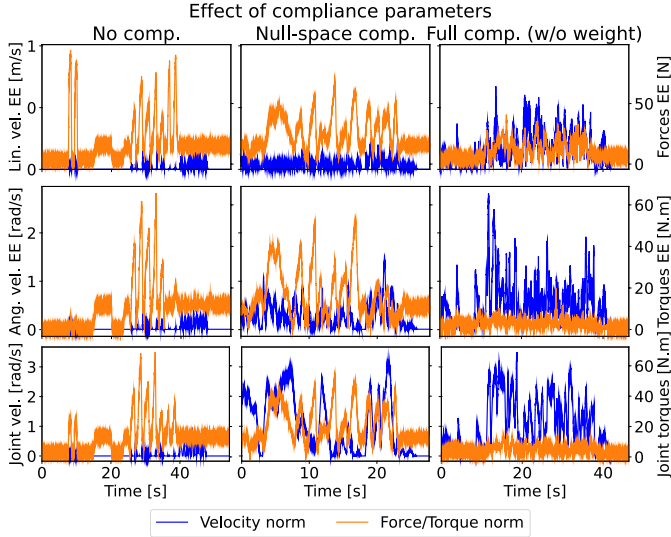 Effect of compliance parameters
No comp. Null-space comp. Full comp. (w/o weight)
Lin. vel. EE [m/s]
1
0
0
Forces EE [N]
50
0
Ang. vel. EE [rad/s]
2
1
0
Torques EE [N.m]
60
40
20
0
Joint vel. [rad/s]
3
2
1
0
Joint torques [N.m]
60
40
20
0
0 20 40 0 10 20 0 20 40
Time [s] Time [s] Time [s]
Velocity norm Force/Torque norm